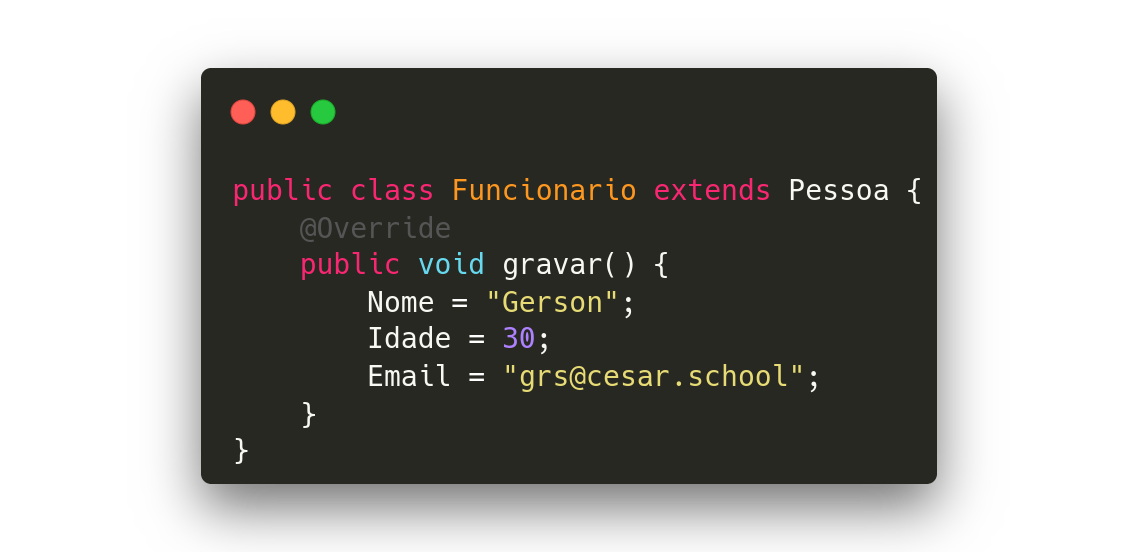 public class Funcionario extends Pessoa {
    @Override
    public void gravar() {
        Nome = "Gerson";
        Idade = 30;
        Email = "grs@cesar.school";
    }
}